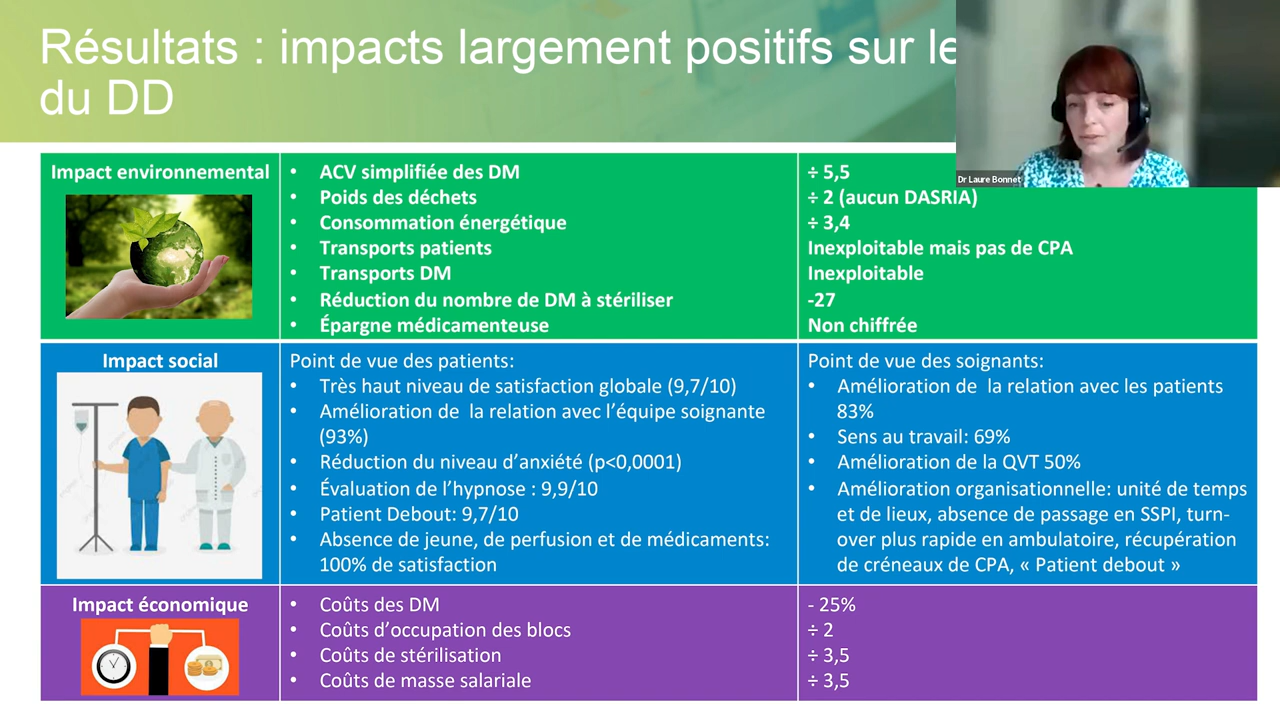 Résultats : impacts largement positifs sur le
du DD
Dr Laure Bonnet
Impact environnemental
• ACV simplifiée des DM
÷ 5,5
• Poids des déchets
÷ 2 (aucun DASRIA)
• Consommation énergétique
÷ 3,4
• Transports patients
Inexploitable mais pas de CPA
• Transports DM
Inexploitable
• Réduction du nombre de DM à stériliser
-27
• Épargne médicamenteuse
Non chiffrée
Impact social
Point de vue des patients:
• Très haut niveau de satisfaction globale (9,7/10)
• Amélioration de la relation avec l’équipe soignante
(93%)
• Réduction du niveau d’anxiété (p<0,0001)
• Évaluation de l’hypnose : 9,9/10
• Patient Debout: 9,7/10
• Absence de jeune, de perfusion et de médicaments:
100% de satisfaction
Point de vue des soignants:
• Amélioration de la relation avec les patients
83%
• Sens au travail: 69%
• Amélioration de la QVT 50%
• Amélioration organisationnelle: unité de temps
et de lieux, absence de passage en SSPI, turn-
over plus rapide en ambulatoire, récupération
de créneaux de CPA, « Patient debout »
Impact économique
• Coûts des DM
- 25%
• Coûts d’occupation des blocs
÷ 2
• Coûts de stérilisation
÷ 3,5
• Coûts de masse salariale
÷ 3,5